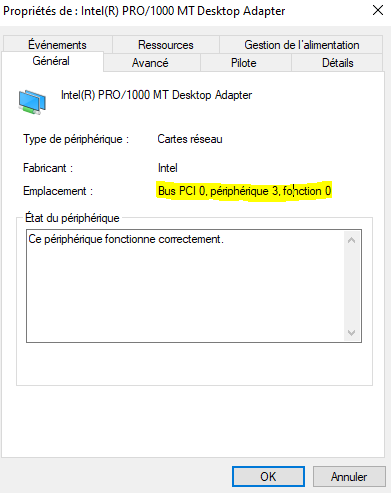 Propriétés de : Intel(R) PRO/1000 MT Desktop Adapter
Événements Ressources Gestion de l'alimentation
Général Avancé Pilote Détails
Intel(R) PRO/1000 MT Desktop Adapter
Type de périphérique : Cartes réseau
Fabricant : Intel
Emplacement : Bus PCI 0, périphérique 3, fonction 0
État du périphérique
Ce périphérique fonctionne correctement.
OK Annuler